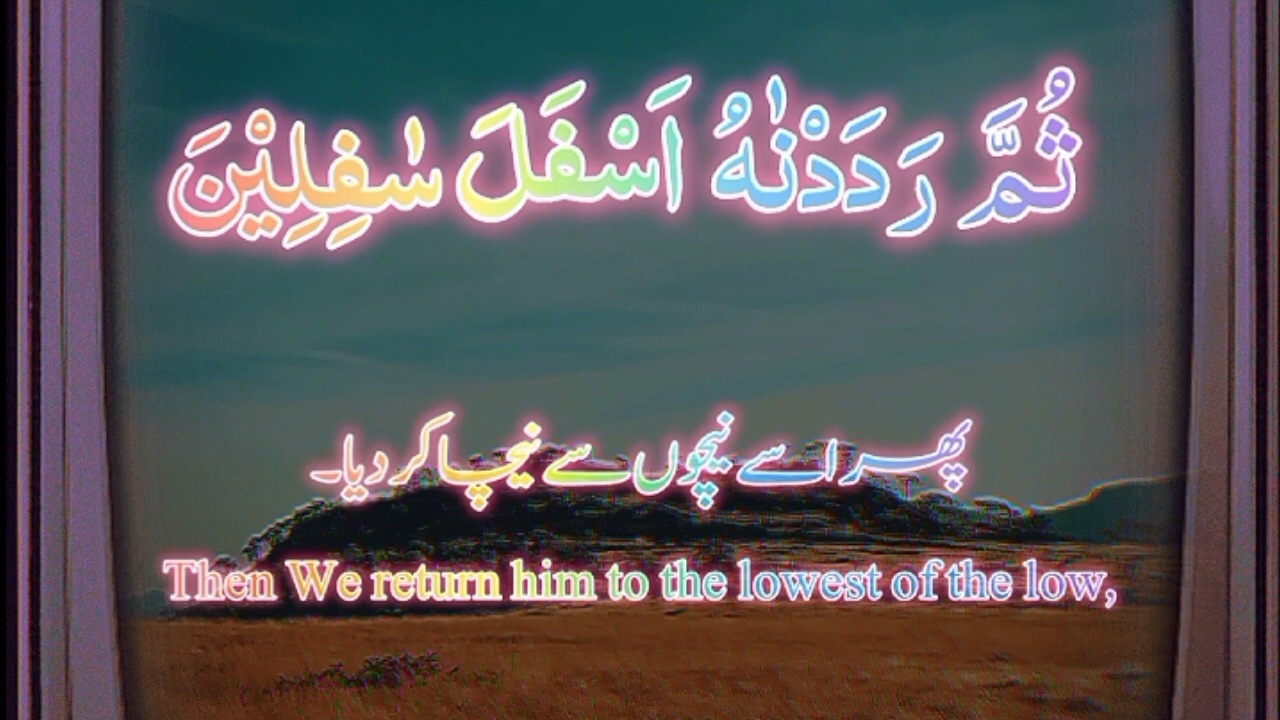 ثُمَّ رَدَدْنٰهُ اَسْفَلَ سٰفِلِیْنَ
پھر اسے نیچوں سے نیچا کر دیا۔
Then We return him to the lowest of the low,